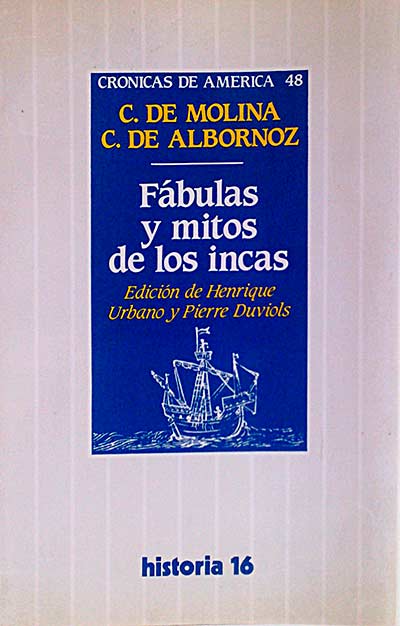 CRONICAS DE AMERICA 48
C. DE MOLINA
C. DE ALBORNOZ
Fábulas
y mitos
de los incas
Edición de Henrique
Urbano y Pierre Duviols
historia 16